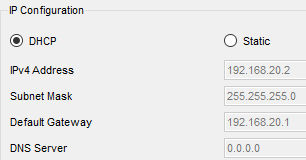 IP Configuration
DHCP Static
IPv4 Address 192.168.20.2
Subnet Mask 255.255.255.0
Default Gateway 192.168.20.1
DNS Server 0.0.0.0